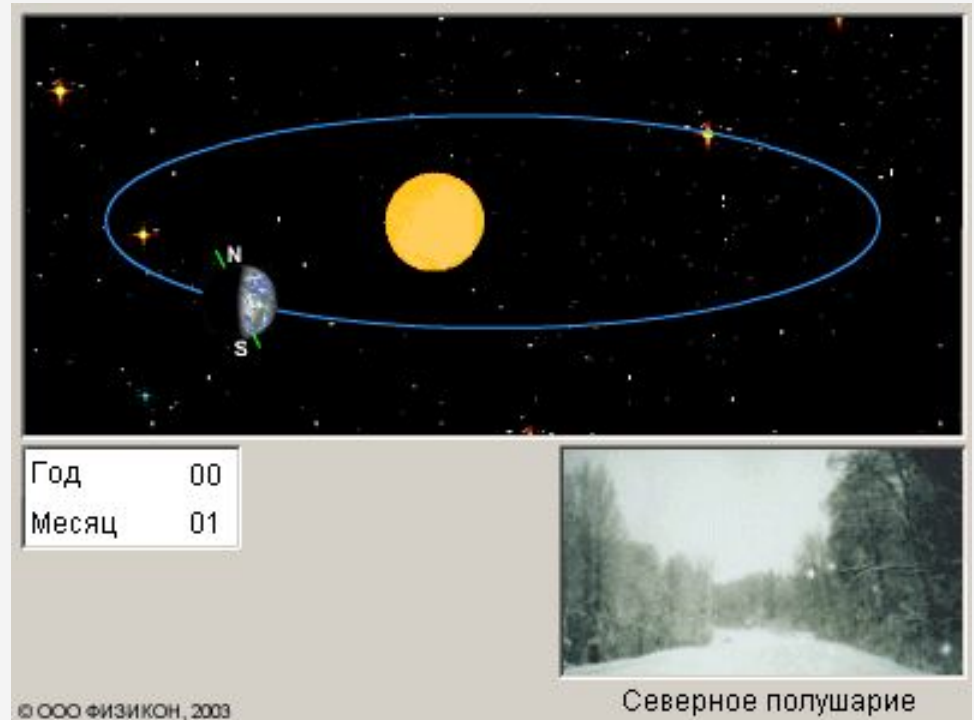 N
S
Год 00
Месяц 01
Северное полушарие
© ООО ФИЗИКОН, 2003